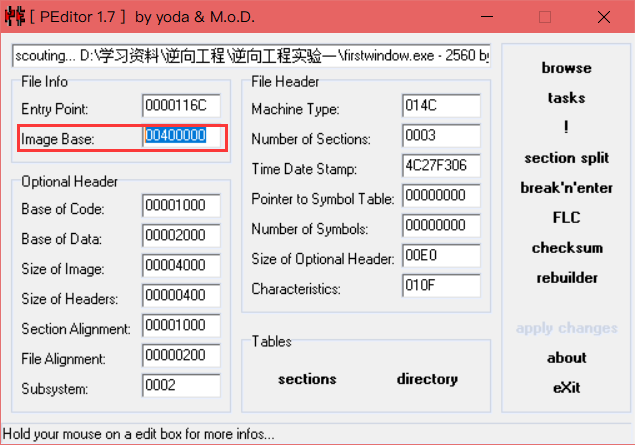 [ PEditor 1.7 ] by yoda & M.o.D.
scouting... D:\学习资料\逆向工程\逆向工程实验一\firstwindow.exe - 2560 by
File Info
Entry Point: 0000116C
Image Base: 00400000
Optional Header
Base of Code: 00001000
Base of Data: 00002000
Size of Image: 00004000
Size of Headers: 00000400
Section Alignment: 00001000
File Alignment: 00000200
Subsystem: 0002
File Header
Machine Type: 014C
Number of Sections: 0003
Time Date Stamp: 4C27F306
Pointer to Symbol Table: 00000000
Number of Symbols: 00000000
Size of Optional Header: 00E0
Characteristics: 010F
Tables
sections directory
browse
tasks
!
section split
break'n'enter
FLC
checksum
rebuilder
apply changes
about
eXit
Hold your mouse on a edit box for more infos...